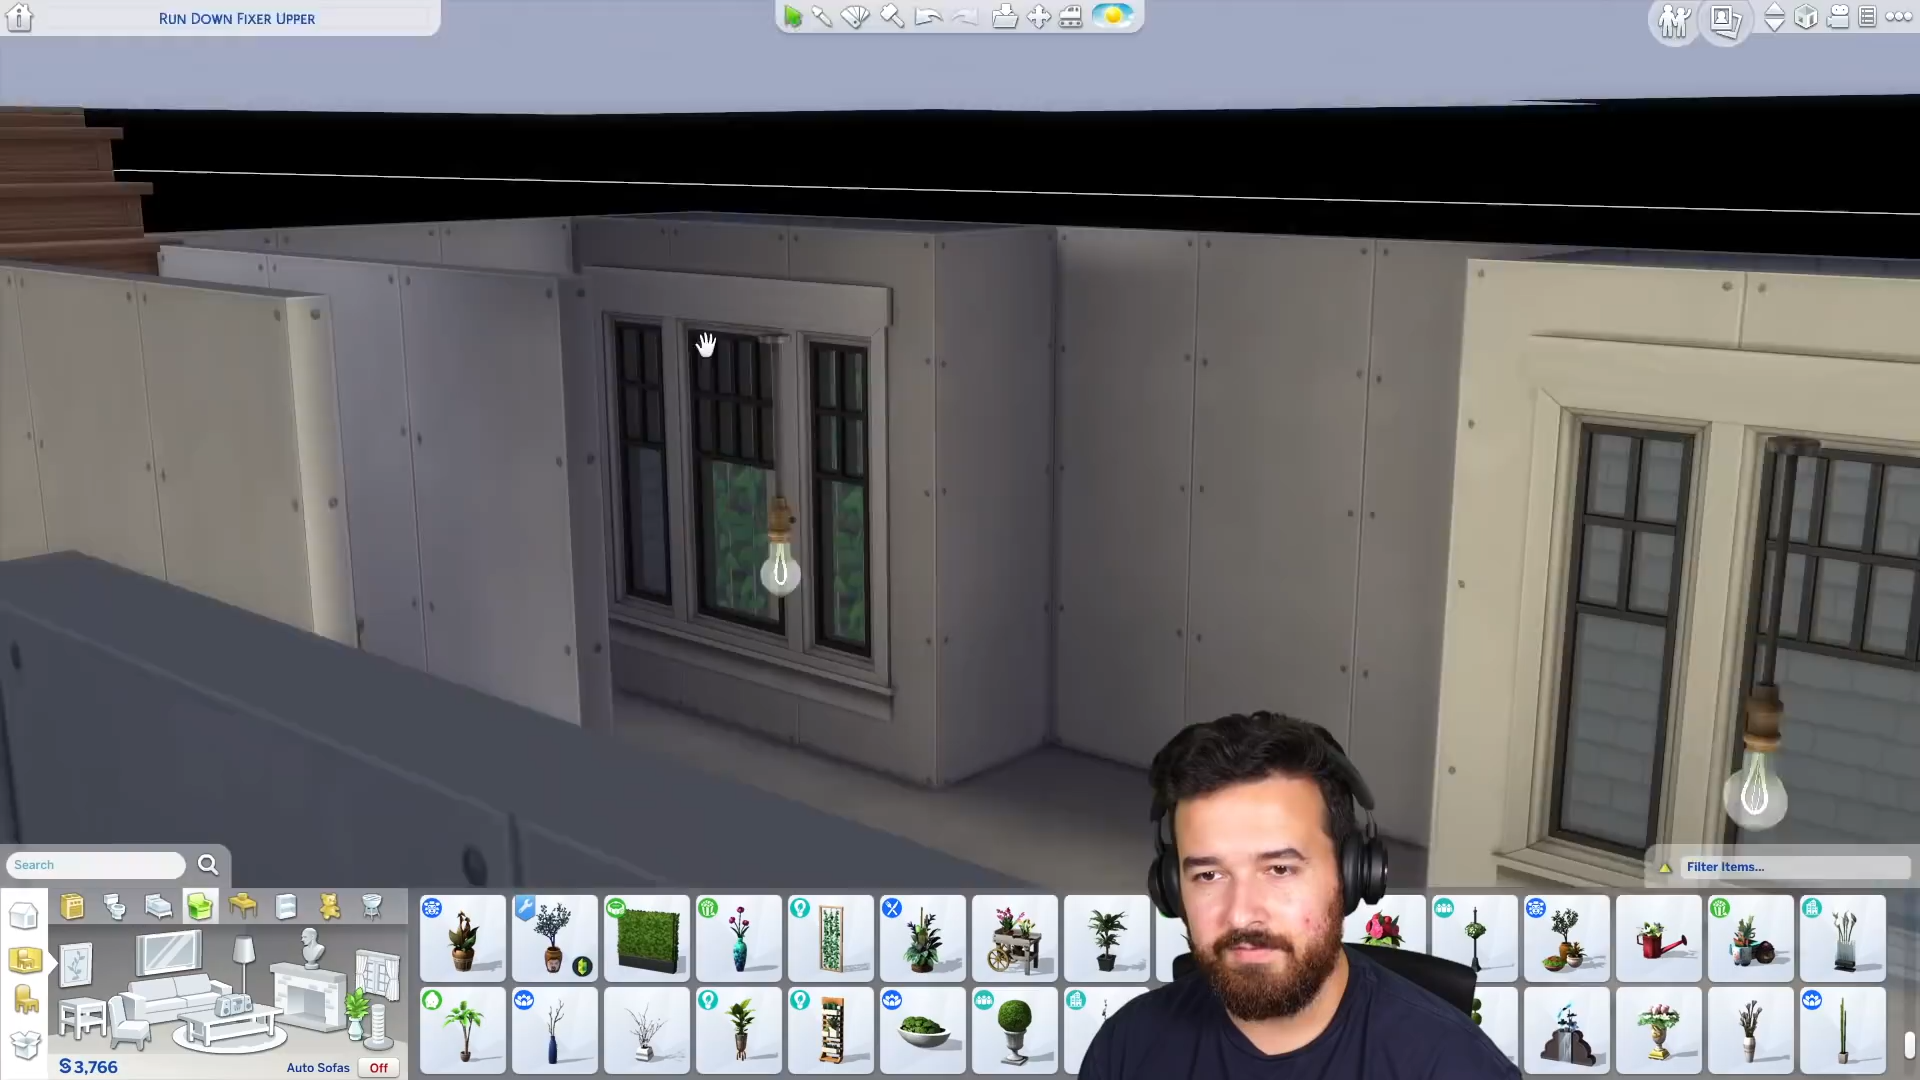 RUN DOWN FIXER UPPER
Search
Filter Items...
§3,766
Auto Sofas Off